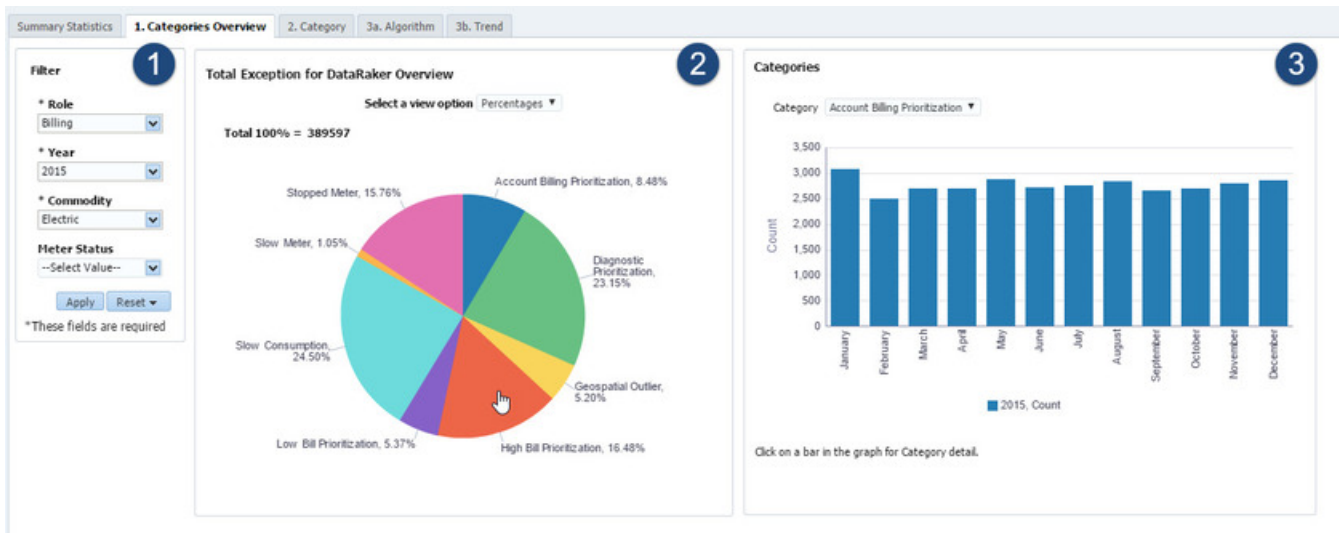 Summary Statistics
1. Categories Overview
2. Category
3a. Algorithm
3b. Trend
1
Filter
* Role
Billing
* Year
2015
* Commodity
Electric
Meter Status
--Select Value--
Apply
Reset
*These fields are required
2
Total Exception for DataRaker Overview
Select a view option Percentages
Total 100% = 389597
Account Billing Prioritization, 8.48%
Diagnostic
Prioritization,
23.15%
Geospatial Outlier,
5.20%
High Bill Prioritization, 16.48%
Low Bill Prioritization, 5.37%
Slow Consumption,
24.50%
Slow Meter, 1.05%
Stopped Meter, 15.76%
3
Categories
Category Account Billing Prioritization
3,500
3,000
2,500
2,000
1,500
1,000
500
0
Count
January
February
March
April
May
June
July
August
September
October
November
December
2015, Count
Click on a bar in the graph for Category detail.